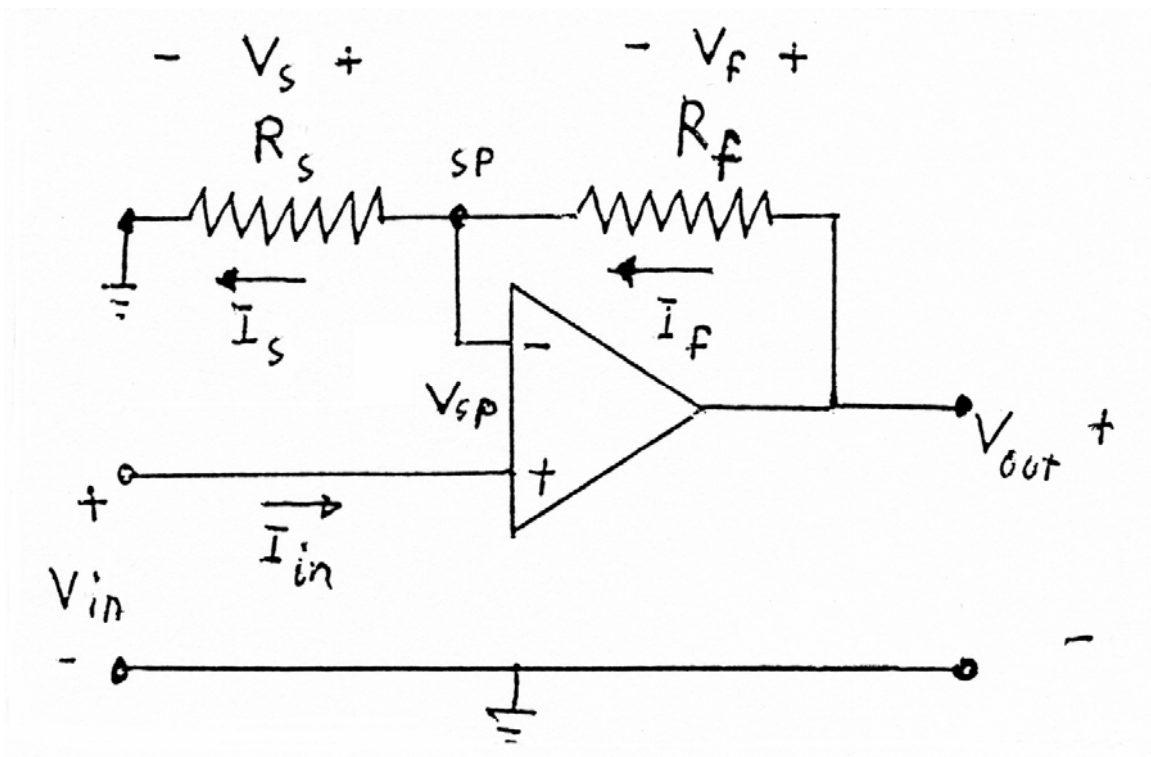 - Vs + - Vf +
Rs Rf
SP
Is If
-
Vsp
+
Vout +
+
Iin
Vin
- -